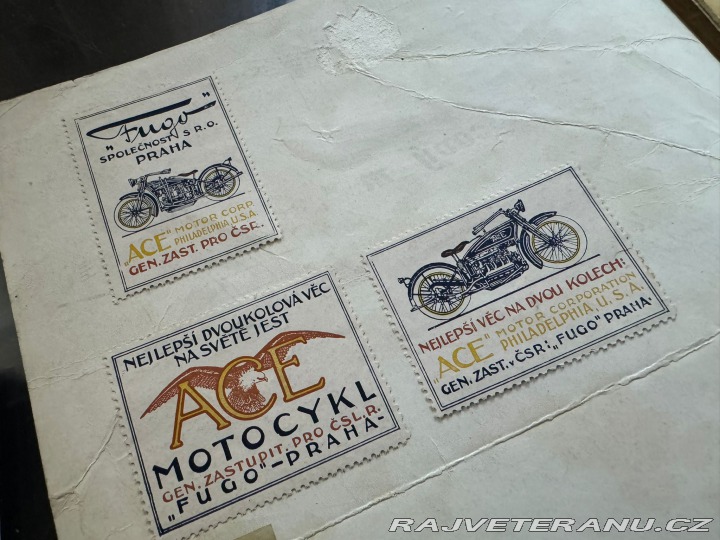 „Fugo"
SPOLEČNOST S R.O.
PRAHA
„ACE" MOTOR CORP.
PHILADELPHIA U.S.A.
GEN. ZAST. PRO ČSR.
NEJLEPŠÍ DVOUKOLOVÁ VĚC
NA SVĚTĚ JEST
ACE
MOTOCYKL
GEN. ZASTUPIT. PRO ČSL.R.
„FUGO"-PRAHA-
NEJLEPŠÍ VĚC NA DVOU KOLECH:
„ACE" MOTOR CORPORATION
PHILADELPHIA U.S.A.
GEN. ZAST. v ČSR: „FUGO" PRAHA.
RAJVETERANU.CZ